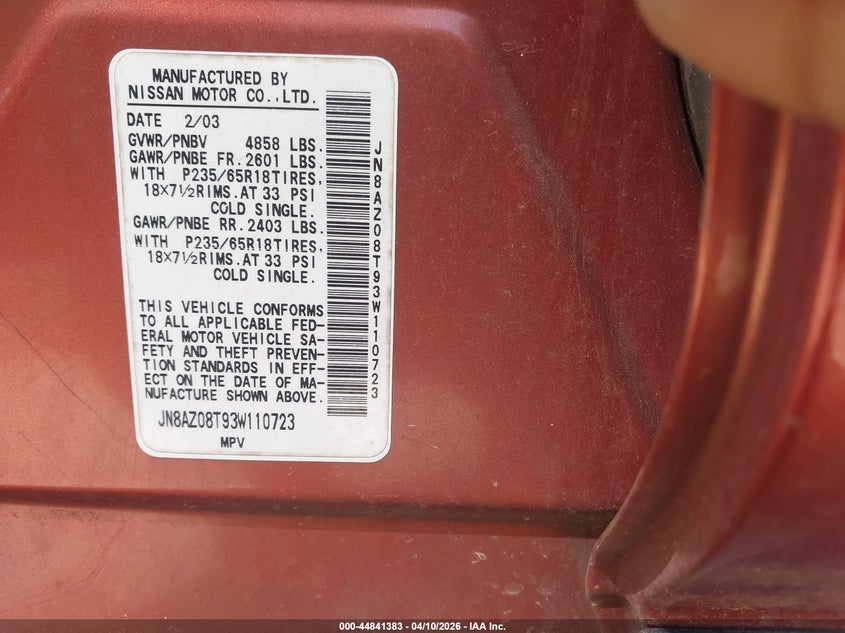 MANUFACTURED BY
NISSAN MOTOR CO.,LTD.
DATE 2/03
GVWR/PNBV 4858 LBS.
GAWR/PNBE FR. 2601 LBS.
WITH P235/65R18TIRES,
18×7½RIMS.AT 33 PSI
COLD SINGLE.
GAWR/PNBE RR. 2403 LBS.
WITH P235/65R18TIRES,
18×7½RIMS.AT 33 PSI
COLD SINGLE.
THIS VEHICLE CONFORMS
TO ALL APPLICABLE FED-
ERAL MOTOR VEHICLE SA-
FETY AND THEFT PREVEN-
TION STANDARDS IN EFF-
ECT ON THE DATE OF MA-
NUFACTURE SHOWN ABOVE.
JN8AZ08T93W110723
MPV
JN8AZ08T93W110723
000-44841383 - 04/10/2026 - IAA Inc.